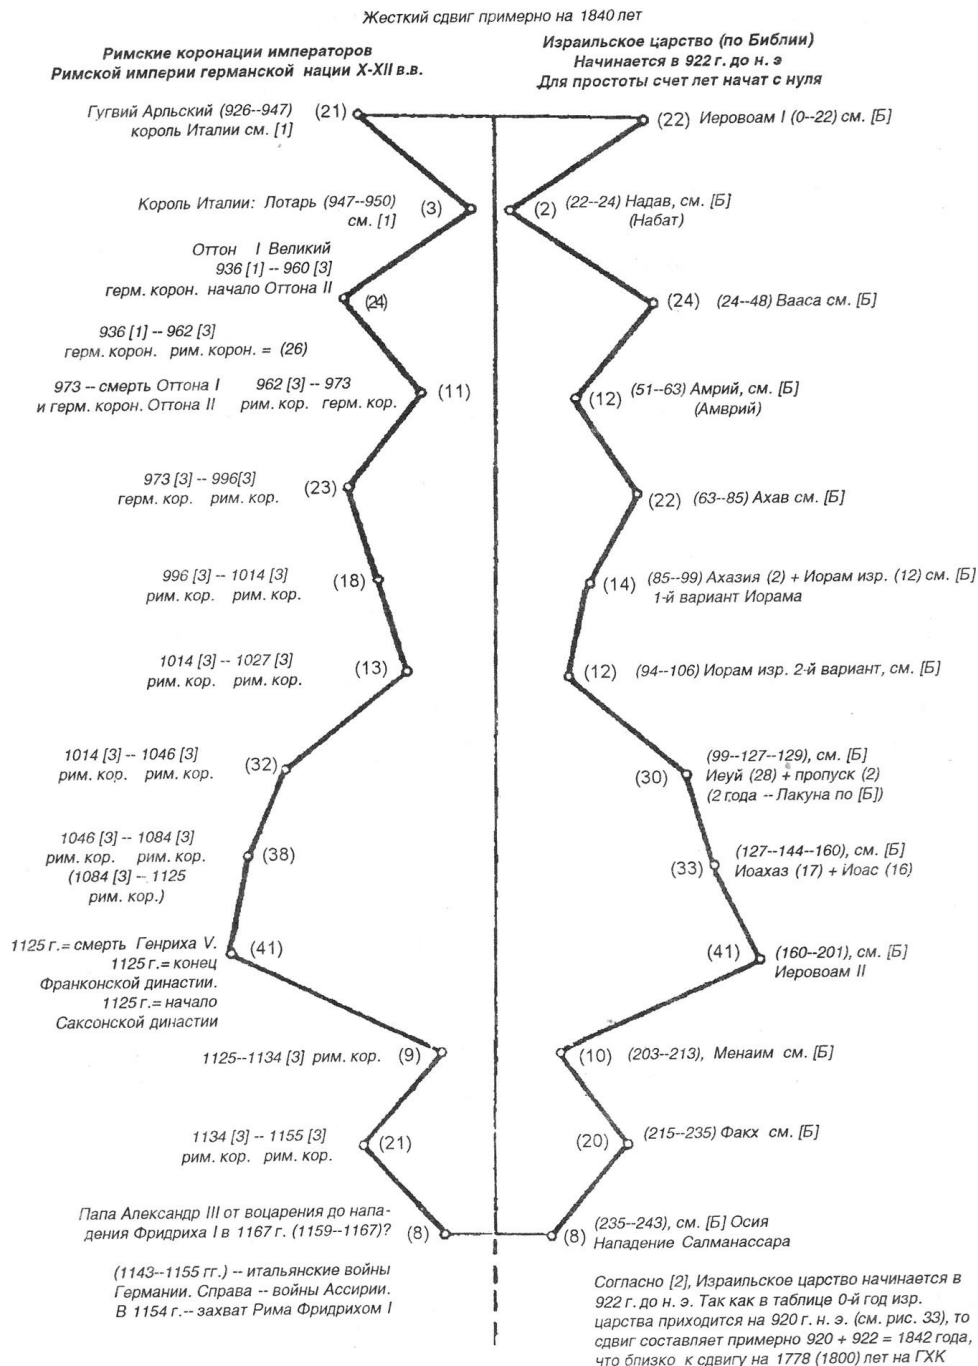 Жесткий сдвиг примерно на 1840 лет
Римские коронации императоров
Римской империи германской нации X-XII в.в.
Израильское царство (по Библии)
Начинается в 922 г. до н. э
Для простоты счет лет начат с нуля
Гугвий Арльский (926--947) (21)
король Италии см. [1]
(22) Иеровоам I (0--22) см. [Б]
Король Италии: Лотарь (947--950) (3)
см. [1]
(2) (22--24) Надав, см. [Б]
(Набат)
Оттон I Великий
936 [1] -- 960 [3]
герм. корон. начало Оттона II (24)
(24) (24--48) Вааса см. [Б]
936 [1] -- 962 [3]
герм. корон. рим. корон. = (26)
973 -- смерть Оттона I 962 [3] -- 973 (11)
и герм. корон. Оттона II рим. кор. герм. кор.
(12) (51--63) Амрий, см. [Б]
(Амврий)
973 [3] -- 996[3] (23)
герм. кор. рим. кор.
(22) (63--85) Ахав см. [Б]
996 [3] -- 1014 [3] (18)
рим. кор. рим. кор.
(14) (85--99) Ахазия (2) + Иорам изр. (12) см. [Б]
1-й вариант Иорама
1014 [3] -- 1027 [3] (13)
рим. кор. рим. кор.
(12) (94--106) Иорам изр. 2-й вариант, см. [Б]
1014 [3] -- 1046 [3] (32)
рим. кор. рим. кор.
(99--127--129), см. [Б]
(30) Иеуй (28) + пропуск (2)
(2 года -- Лакуна по [Б])
1046 [3] -- 1084 [3]
рим. кор. рим. кор. (38)
(1084 [3] -- 1125
рим. кор.)
(127--144--160), см. [Б]
(33) Иоахаз (17) + Иоас (16)
1125 г.= смерть Генриха V. (41)
1125 г.= конец
Франконской династии.
1125 г.= начало
Саксонской династии
(41) (160--201), см. [Б]
Иеровоам II
1125--1134 [3] рим. кор. (9)
(10) (203--213), Менаим см. [Б]
1134 [3] -- 1155 [3] (21)
рим. кор. рим. кор.
(20) (215--235) Факх см. [Б]
Папа Александр III от воцарения до напа-
дения Фридриха I в 1167 г. (1159--1167)? (8)
(8) (235--243), см. [Б] Осия
Нападение Салманассара
(1143--1155 гг.) -- итальянские войны
Германии. Справа -- войны Ассирии.
В 1154 г.-- захват Рима Фридрихом I
Согласно [2], Израильское царство начинается в
922 г. до н. э. Так как в таблице 0-й год изр.
царства приходится на 920 г. н. э. (см. рис. 33), то
сдвиг составляет примерно 920 + 922 = 1842 года,
что близко к сдвигу на 1778 (1800) лет на ГХК